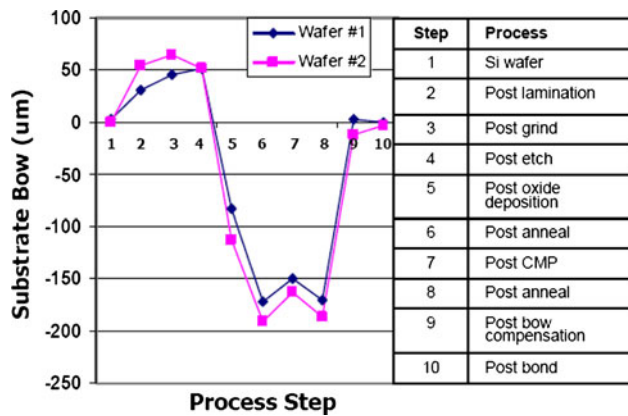 100
50
0
-50
-100
-150
-200
-250
Substrate Bow (um)
1 2 3 4 5 6 7 8 9 10
Process Step
Wafer #1
Wafer #2
Step Process
1 Si wafer
2 Post lamination
3 Post grind
4 Post etch
5 Post oxide
deposition
6 Post anneal
7 Post CMP
8 Post anneal
9 Post bow
compensation
10 Post bond